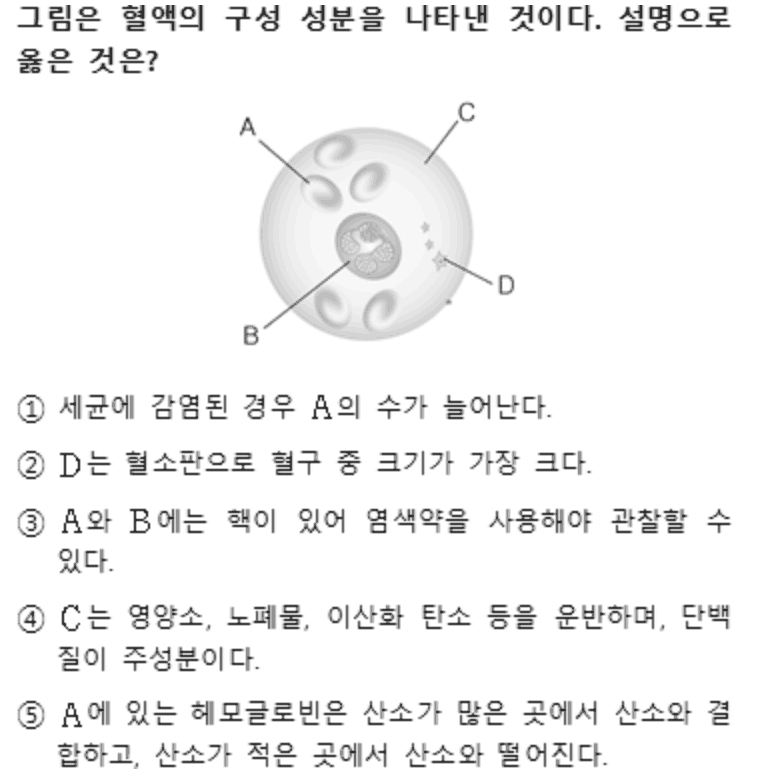 그림은 혈액의 구성 성분을 나타낸 것이다. 설명으로
옳은 것은?
A
C
D
B
① 세균에 감염된 경우 A의 수가 늘어난다.
② D는 혈소판으로 혈구 중 크기가 가장 크다.
③ A와 B에는 핵이 있어 염색약을 사용해야 관찰할 수
있다.
④ C는 영양소, 노폐물, 이산화 탄소 등을 운반하며, 단백
질이 주성분이다.
⑤ A에 있는 헤모글로빈은 산소가 많은 곳에서 산소와 결
합하고, 산소가 적은 곳에서 산소와 떨어진다.